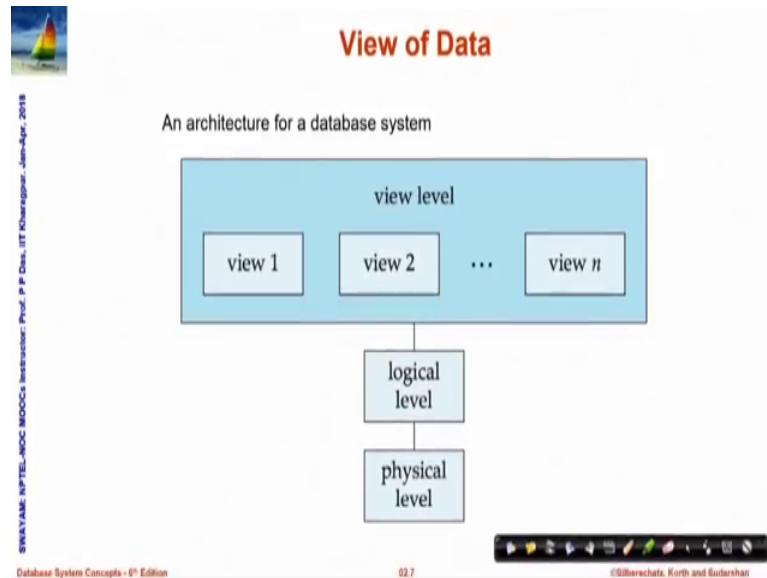 View of Data
SWAYAM: NPTEL-NOC MOOCs Instructor: Prof. P P Das, IIT Kharagpur. Jan-Apr. 2018
An architecture for a database system
view level
view 1
view 2
...
view n
logical
level
physical
level
Database System Concepts - 6th Edition
02.7
©Silberschatz, Korth and Sudarshan